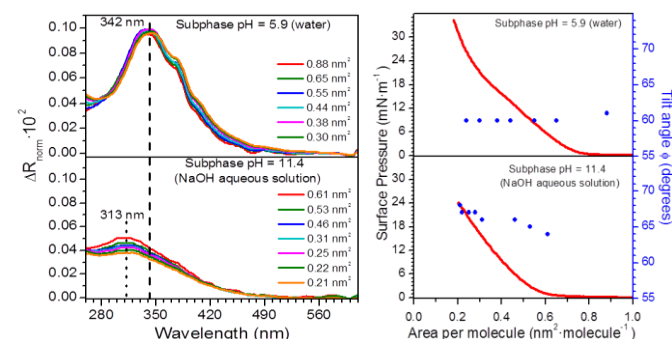 342 nm
Subphase pH = 5.9 (water)
0.88 nm²
0.65 nm²
0.55 nm²
0.44 nm²
0.38 nm²
0.30 nm²
0.10
0.08
0.06
0.04
0.02
0.00
ΔRnorm·10²
Subphase pH = 11.4
(NaOH aqueous solution)
313 nm
0.61 nm²
0.53 nm²
0.46 nm²
0.31 nm²
0.25 nm²
0.22 nm²
0.21 nm²
0.10
0.08
0.06
0.04
0.02
0.00
280 350 420 490 560
Wavelength (nm)
Subphase pH = 5.9 (water)
30
24
18
12
6
0
75
70
65
60
55
Surface Pressure (mN·m⁻¹)
Tilt angle ϕ (degrees)
Subphase pH = 11.4
(NaOH aqueous solution)
30
24
18
12
6
0
75
70
65
60
55
0.0 0.2 0.4 0.6 0.8 1.0
Area per molecule (nm²·molecule⁻¹)